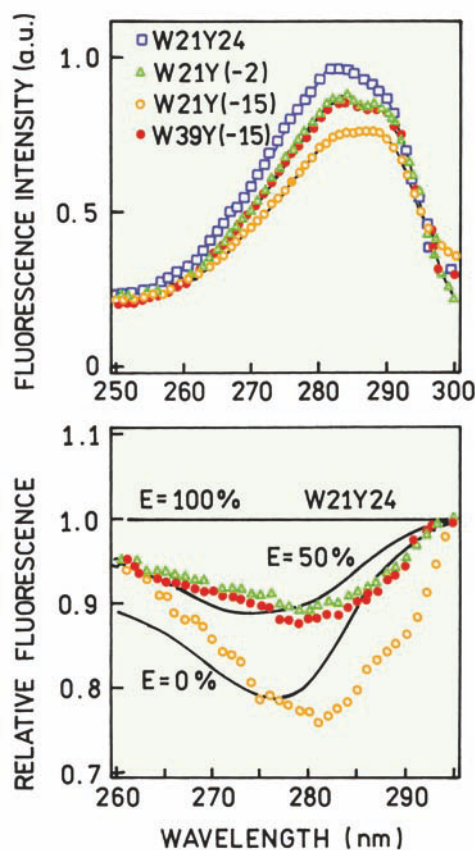 FLUORESCENCE INTENSITY (a.u.)
1.0
0.5
0
W21Y24
W21Y(-2)
W21Y(-15)
W39Y(-15)
250 260 270 280 290 300
RELATIVE FLUORESCENCE
1.1
1.0
0.9
0.8
0.7
E=100% W21Y24
E=50%
E=0%
260 270 280 290
WAVELENGTH (nm)